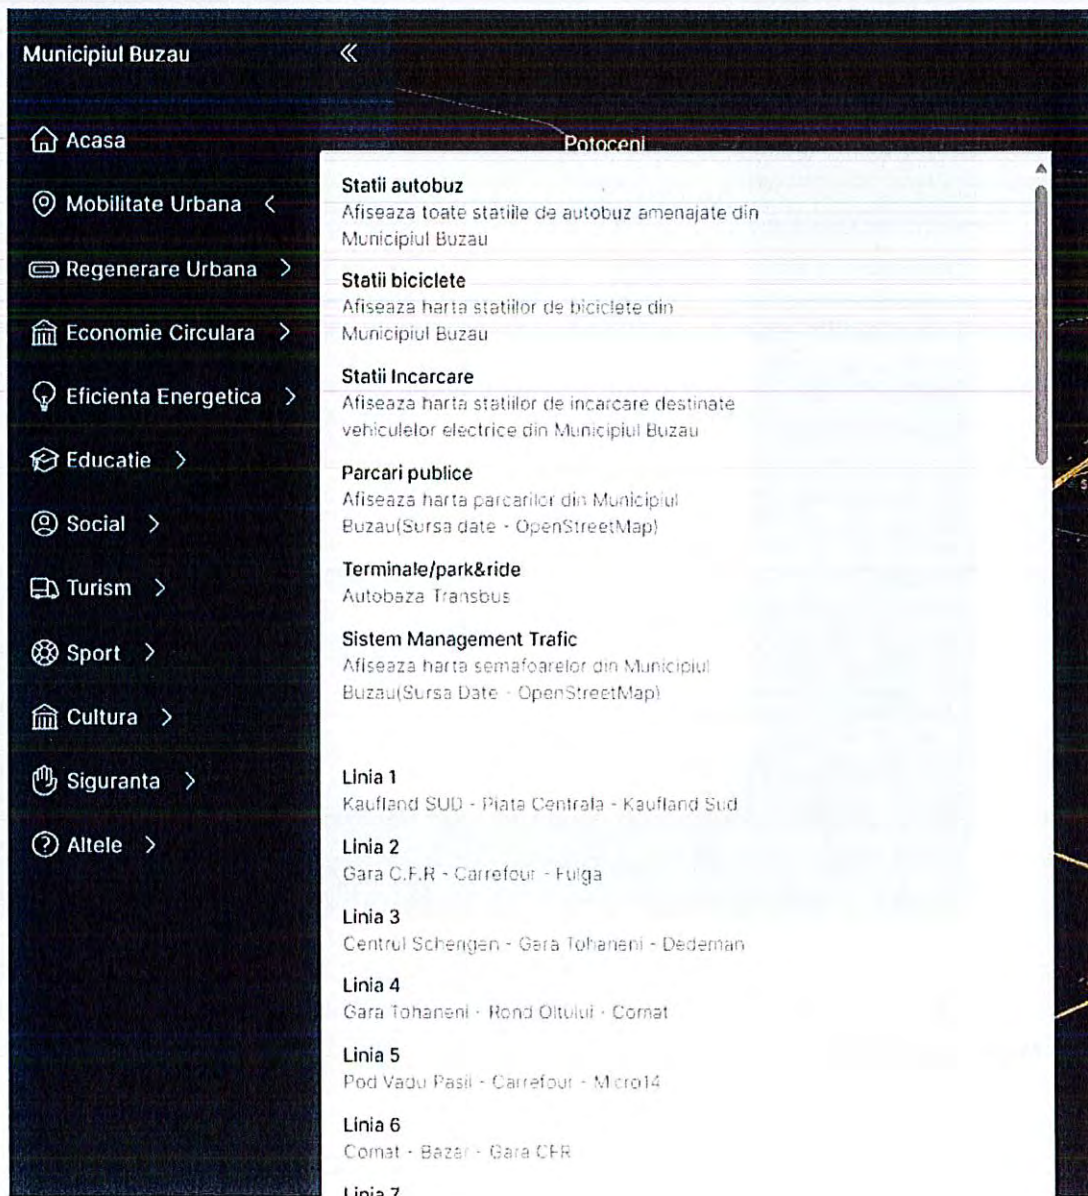 Municipiul Buzau
Acasa
Mobilitate Urbana
Regenerare Urbana
Economie Circulara
Eficienta Energetica
Educatie
Social
Turism
Sport
Cultura
Siguranta
Altele
Potoceni
Statii autobuz
Afiseaza toate statiile de autobuz amenajate din
Municipiul Buzau
Statii biciclete
Afiseaza harta statiilor de biciclete din
Municipiul Buzau
Statii Incarcare
Afiseaza harta statiilor de incarcare destinate
vehiculelor electrice din Municipiul Buzau
Parcari publice
Afiseaza harta parcarilor din Municipiul
Buzau(Sursa date - OpenStreetMap)
Terminale/park&ride
Autobaza Transbus
Sistem Management Trafic
Afiseaza harta semafoarelor din Municipiul
Buzau(Sursa Date - OpenStreetMap)
Linia 1
Kaufland SUD - Piata Centrala - Kaufland Sud
Linia 2
Gara C.F.R - Carrefour - Fulga
Linia 3
Centrul Schengen - Gara Tohaneni - Dedeman
Linia 4
Gara Tohaneni - Rond Oltului - Comat
Linia 5
Pod Vadu Pasii - Carrefour - Micro14
Linia 6
Comat - Bazar - Gara CFR
Linia 7